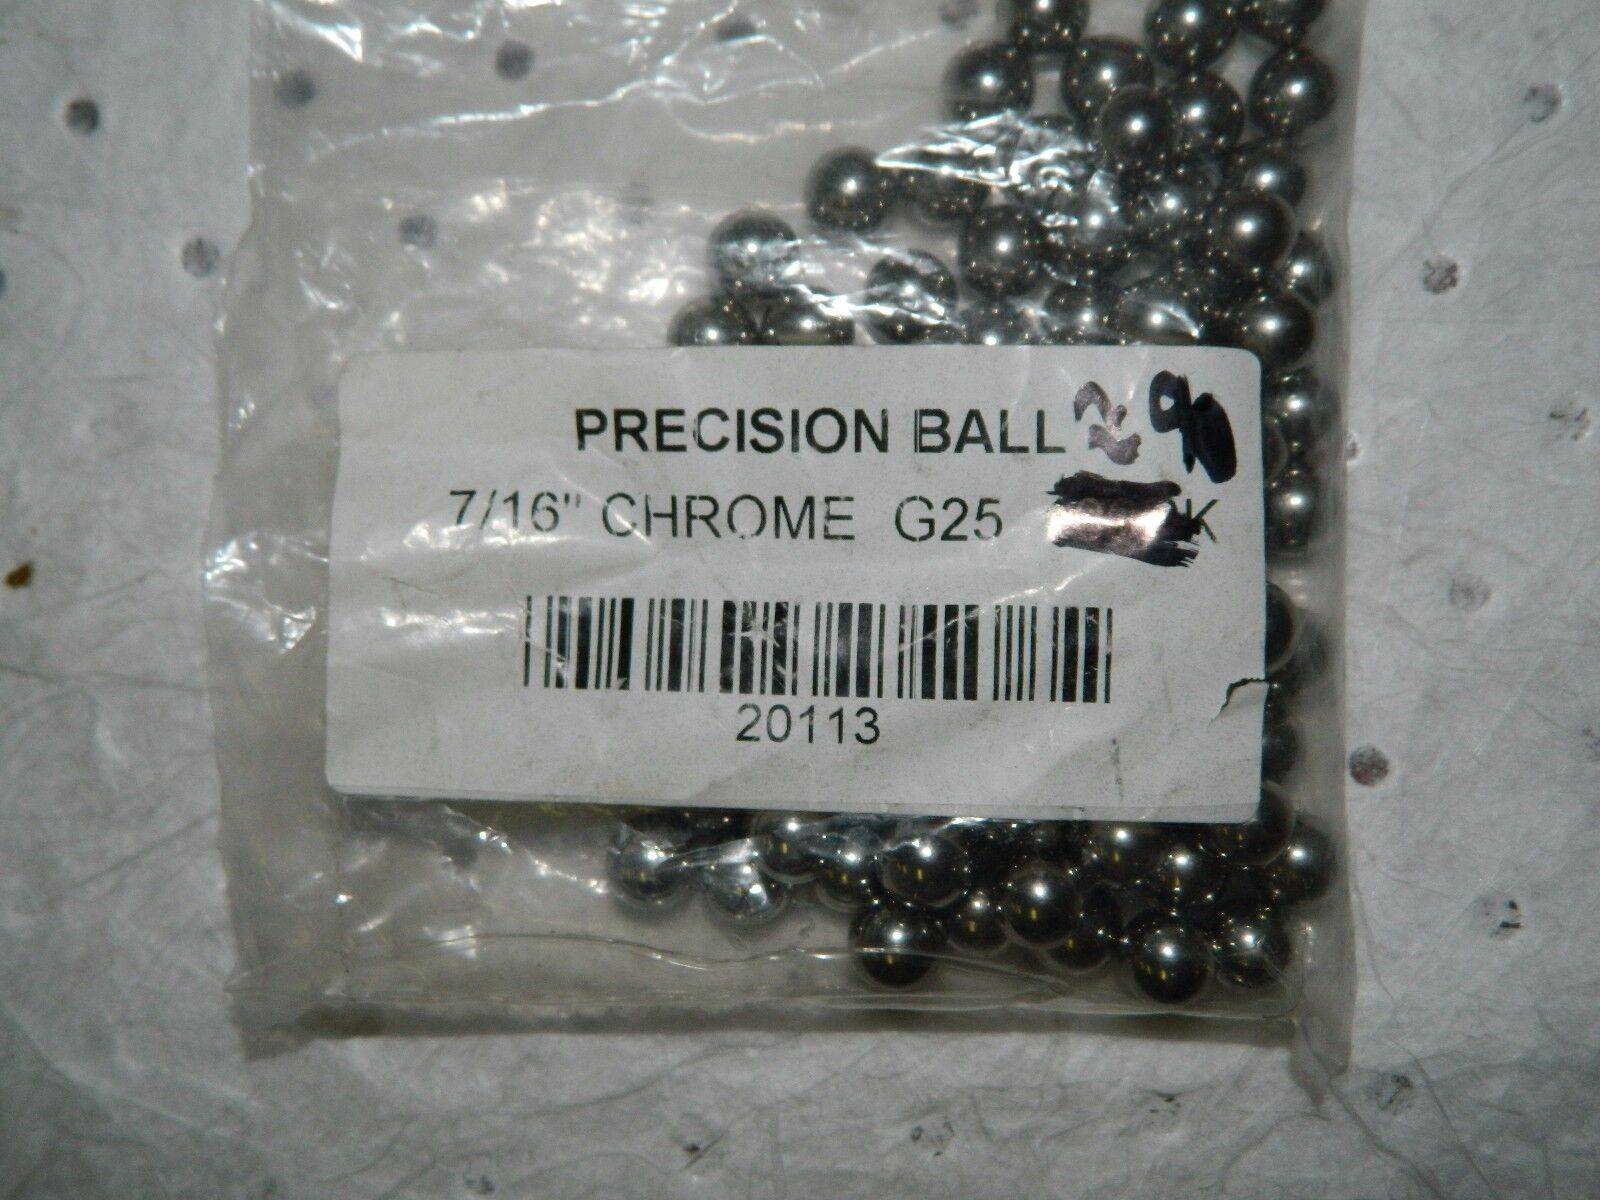 PRECISION BALL
7/16" CHROME G25
20113